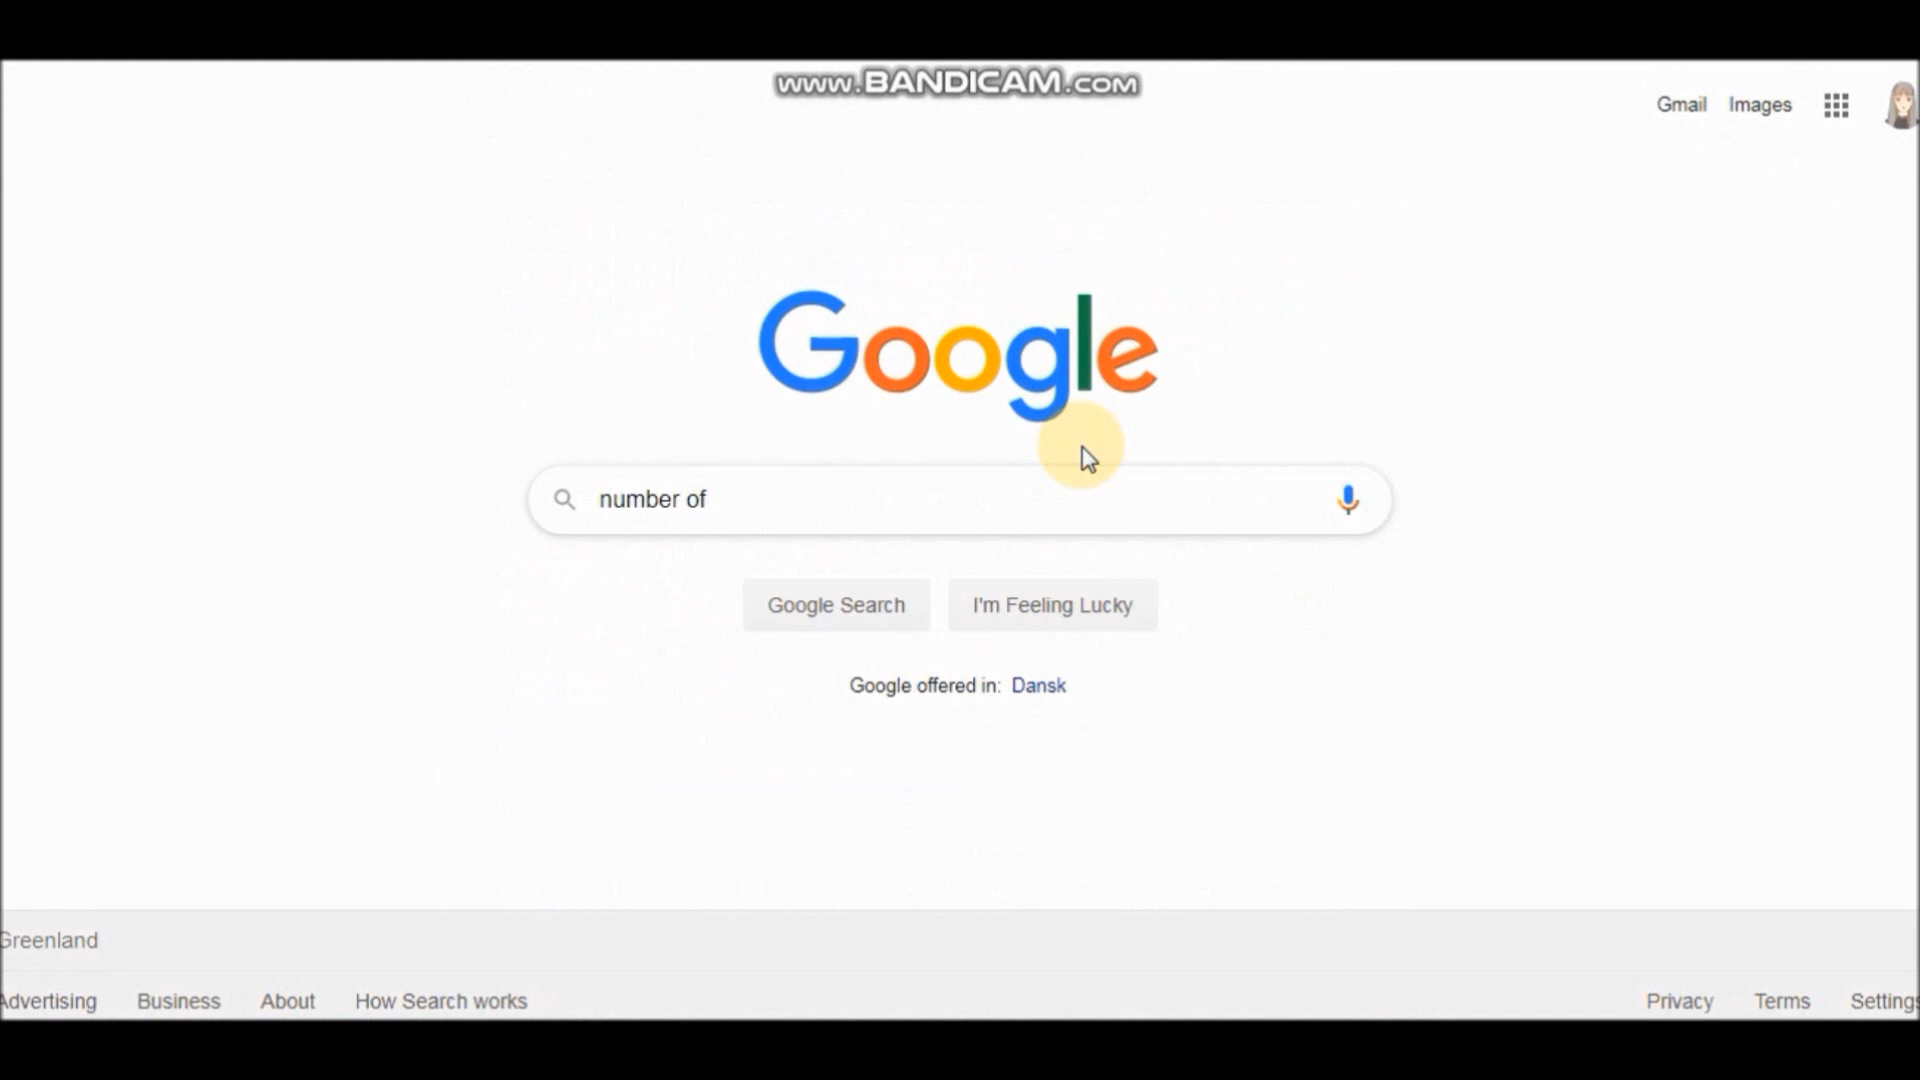 www.BANDICAM.com
Gmail Images
Google
number of
Google Search I'm Feeling Lucky
Google offered in: Dansk
Greenland
Advertising Business About How Search works Privacy Terms Settings